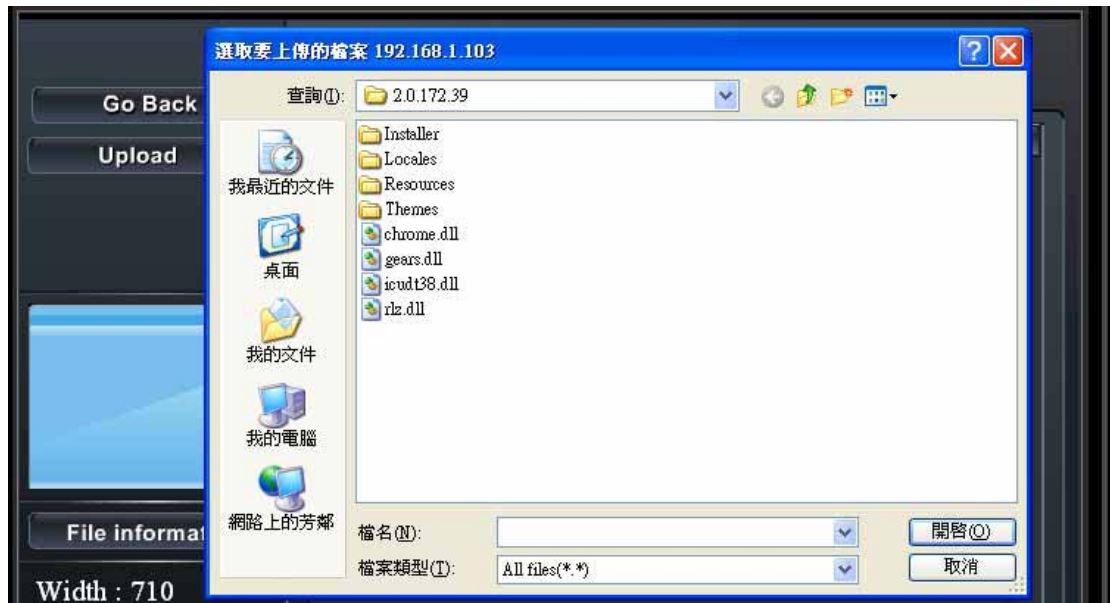 選取要上傳的檔案 192.168.1.103
Go Back
Upload
查詢(I):
2.0.172.39
我最近的文件
桌面
我的文件
我的電腦
網路上的芳鄰
Installer
Locales
Resources
Themes
chrome.dll
gears.dll
icudt38.dll
rlz.dll
檔名(N):
開啓(O)
檔案類型(T):
All files(*.*)
取消
File informat
Width : 710